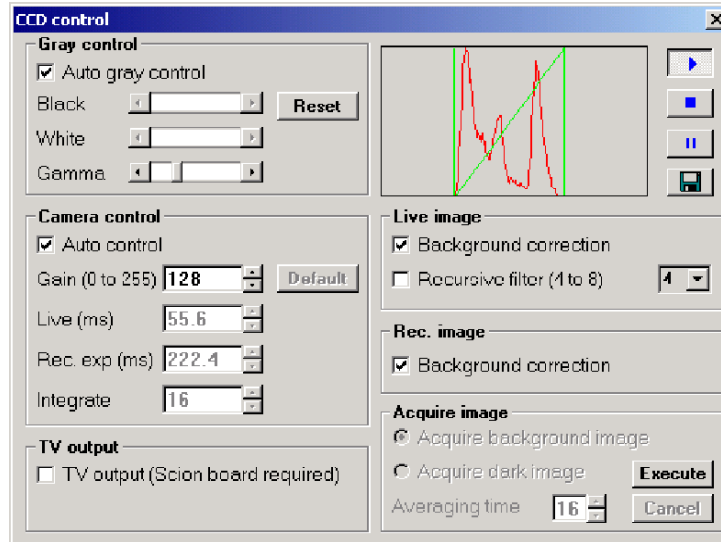 CCD control
Gray control
Auto gray control
Black
Reset
White
Gamma
Camera control
Auto control
Gain (0 to 255) 128 Default
Live (ms) 55.6
Rec. exp (ms) 222.4
Integrate 16
TV output
TV output (Scion board required)
Live image
Background correction
Recursive filter (4 to 8) 4
Rec. image
Background correction
Acquire image
Acquire background image
Acquire dark image Execute
Averaging time 16 Cancel